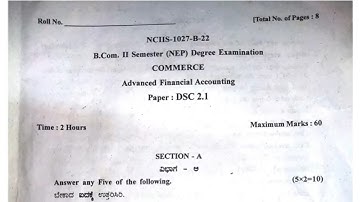 Roll No.
[Total No. of Pages : 8
NCIIS-1027-B-22
B.Com. II Semester (NEP) Degree Examination
COMMERCE
Advanced Financial Accounting
Paper : DSC 2.1
Time : 2 Hours
Maximum Marks : 60
SECTION - A
ವಿಭಾಗ - ಅ
Answer any Five of the following.
(5×2=10)
ಬೇಕಾದ ಐದಕ್ಕೆ ಉತ್ತರಿಸಿರಿ.